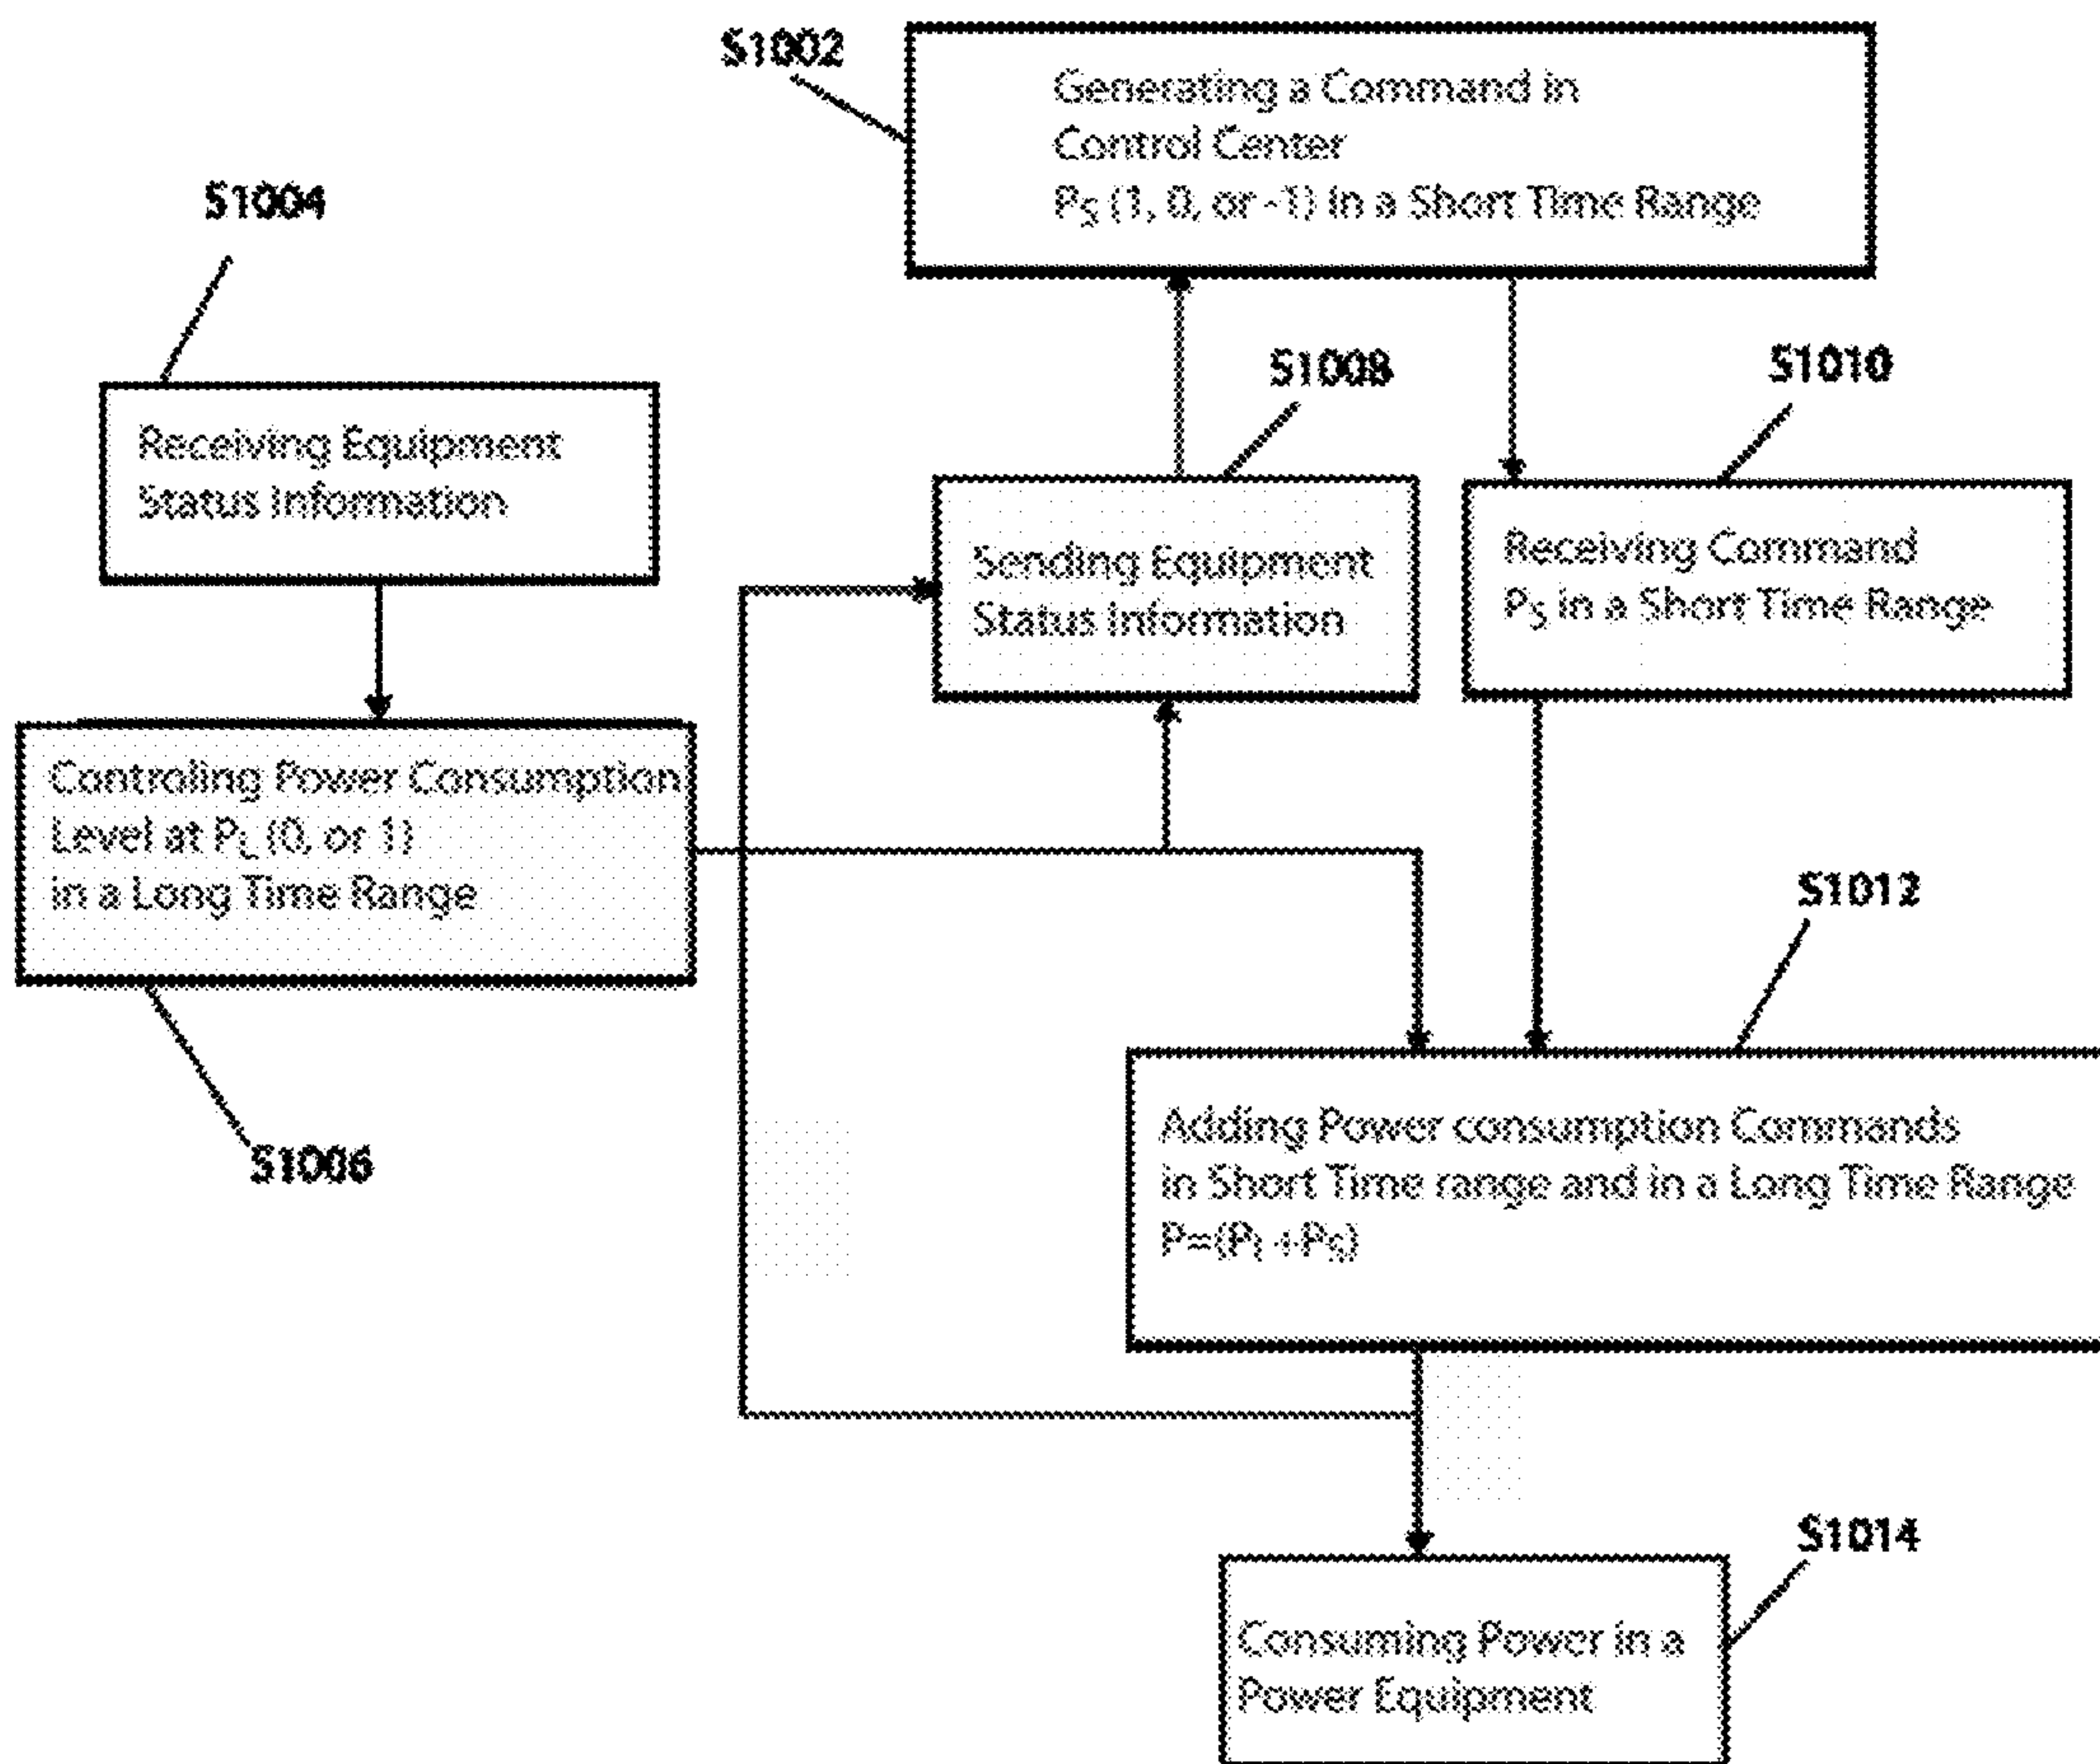 S1002
Generating a Command in
Control Center
PS (1, 0, or -1) in a Short Time Range
S1004
S1008
S1010
Receiving Equipment
Status Information
Sending Equipment
Status Information
Receiving Command
PS in a Short Time Range
Controling Power Consumption
Level at PL (0, or 1)
in a Long Time Range
S1012
S1006
Adding Power consumption Commands
in Short Time range and in a Long Time Range
P=(PL +PS)
S1014
Consuming Power in a
Power Equipment